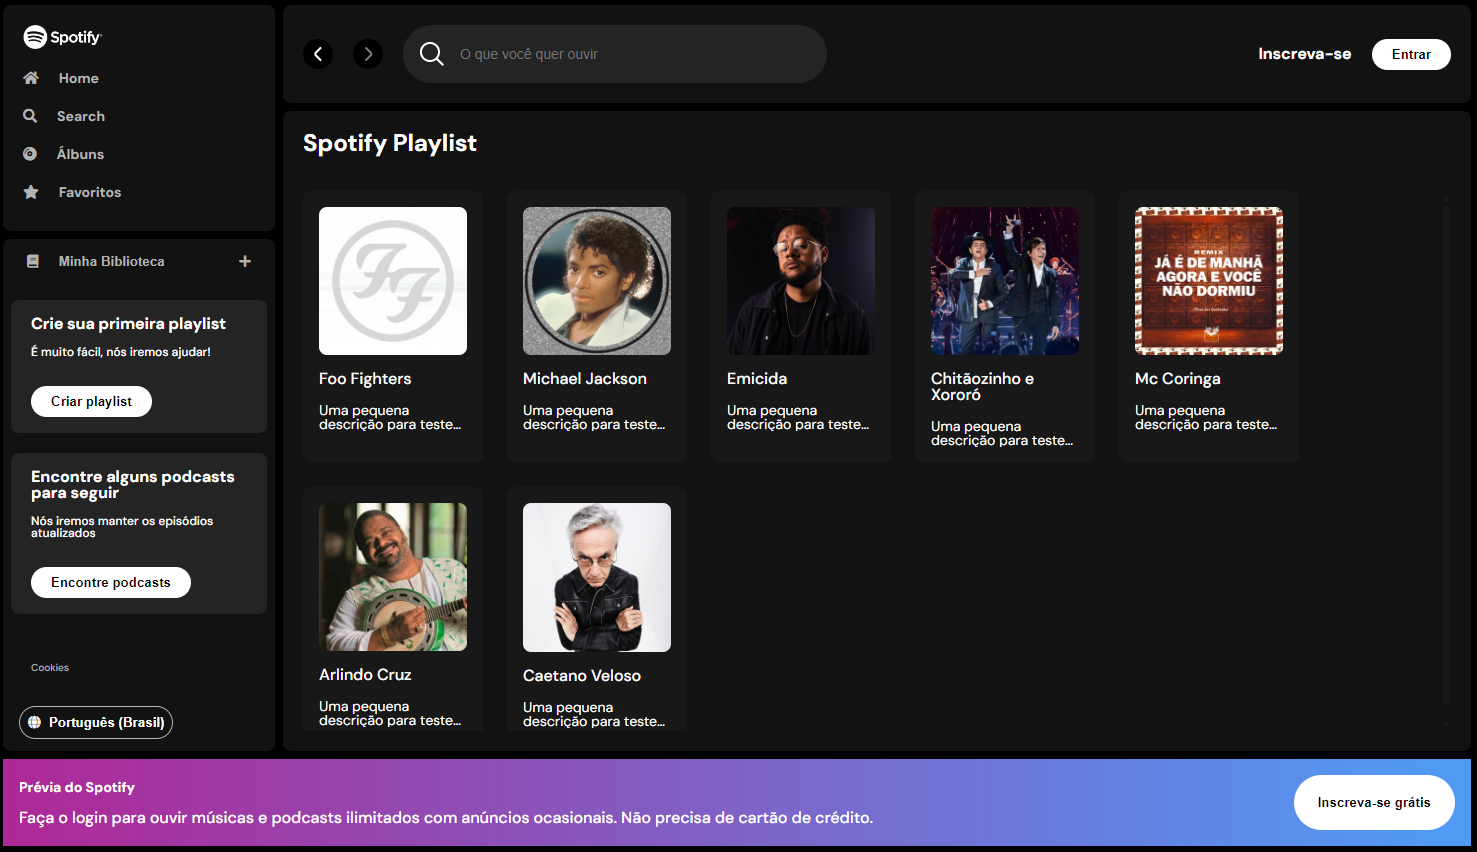 Spotify
Home
Search
Álbuns
Favoritos
Minha Biblioteca
Crie sua primeira playlist
É muito fácil, nós iremos ajudar!
Criar playlist
Encontre alguns podcasts
para seguir
Nós iremos manter os episódios
atualizados
Encontre podcasts
Cookies
Português (Brasil)
O que você quer ouvir
Inscreva-se
Entrar
Spotify Playlist
FF
Foo Fighters
Uma pequena
descrição para teste...
Michael Jackson
Uma pequena
descrição para teste...
Emicida
Uma pequena
descrição para teste...
Chitãozinho e
Xororó
Uma pequena
descrição para teste...
REMIX
JÁ É DE MANHÃ
AGORA E VOCÊ
NÃO DORMIU
Mc Coringa
Uma pequena
descrição para teste...
Arlindo Cruz
Uma pequena
descrição para teste...
Caetano Veloso
Uma pequena
descrição para teste...
Prévia do Spotify
Faça o login para ouvir músicas e podcasts ilimitados com anúncios ocasionais. Não precisa de cartão de crédito.
Inscreva-se grátis